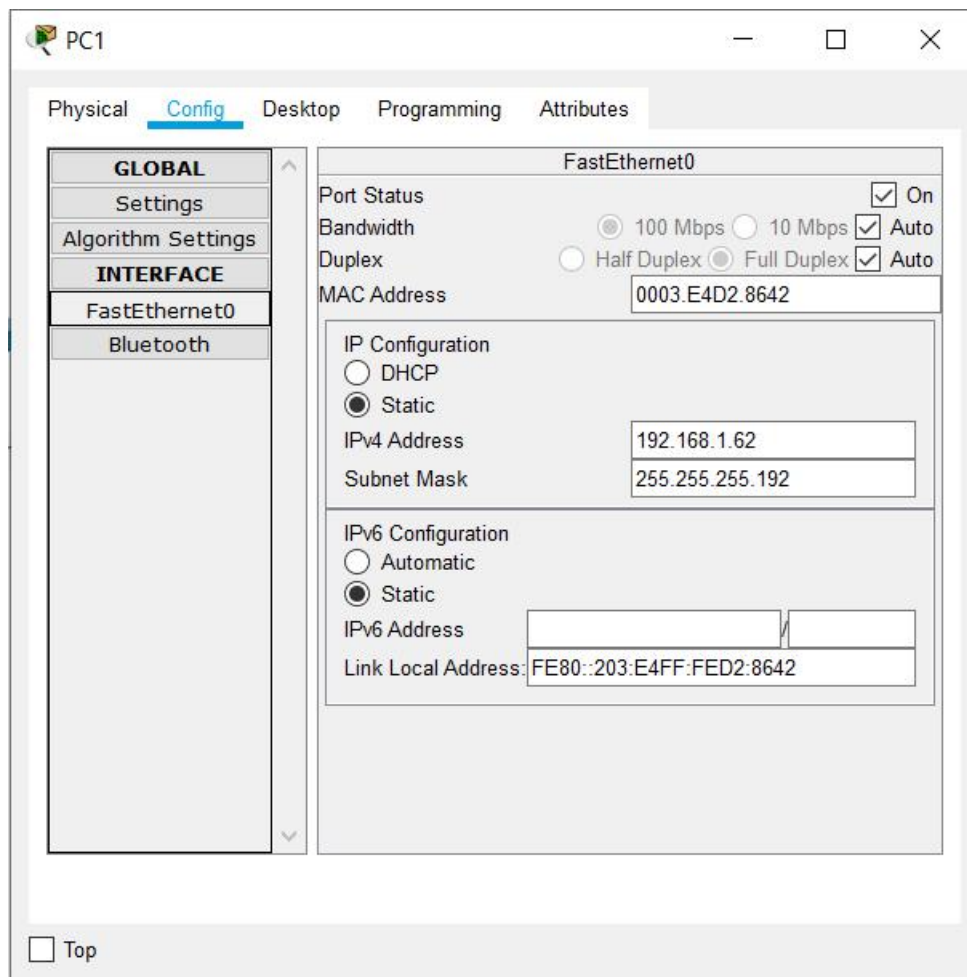 PC1
Physical Config Desktop Programming Attributes
GLOBAL
Settings
Algorithm Settings
INTERFACE
FastEthernet0
Bluetooth
FastEthernet0
Port Status On
Bandwidth 100 Mbps 10 Mbps Auto
Duplex Half Duplex Full Duplex Auto
MAC Address 0003.E4D2.8642
IP Configuration
DHCP
Static
IPv4 Address 192.168.1.62
Subnet Mask 255.255.255.192
IPv6 Configuration
Automatic
Static
IPv6 Address /
Link Local Address: FE80::203:E4FF:FED2:8642
Top